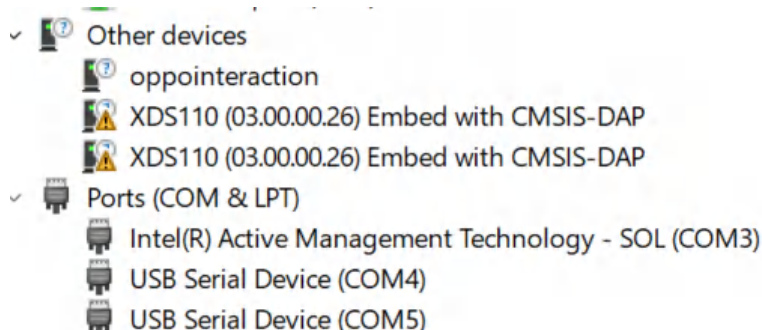 Other devices
oppointeraction
XDS110 (03.00.00.26) Embed with CMSIS-DAP
XDS110 (03.00.00.26) Embed with CMSIS-DAP
Ports (COM & LPT)
Intel(R) Active Management Technology - SOL (COM3)
USB Serial Device (COM4)
USB Serial Device (COM5)